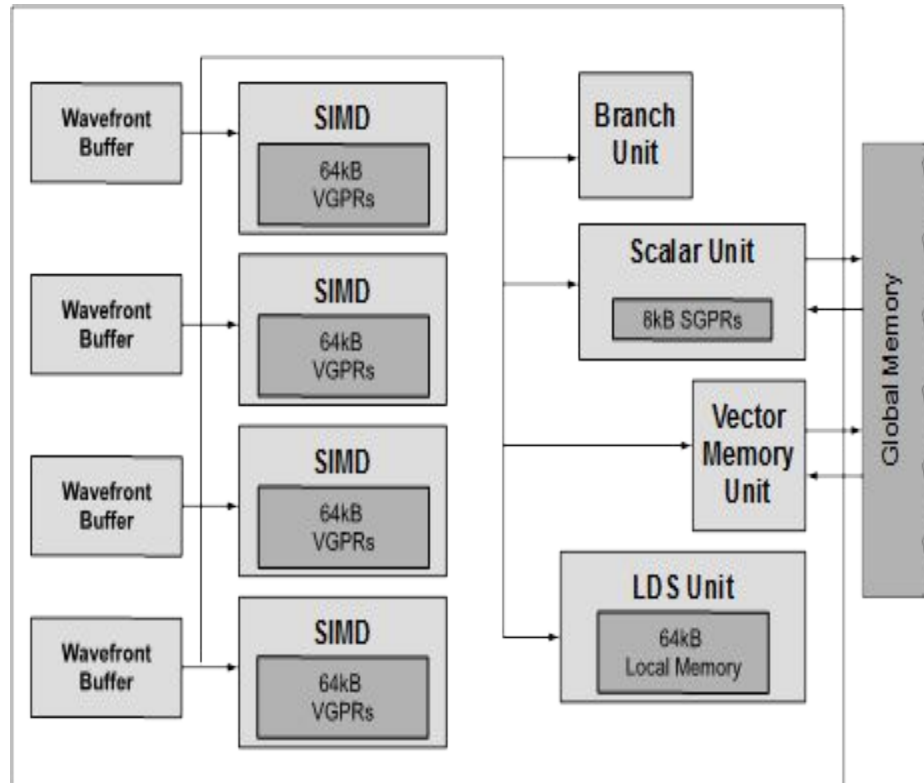 Wavefront
Buffer
SIMD
64kB
VGPRs
Branch
Unit
Wavefront
Buffer
SIMD
64kB
VGPRs
Scalar Unit
8kB SGPRs
Wavefront
Buffer
SIMD
64kB
VGPRs
Vector
Memory
Unit
Wavefront
Buffer
SIMD
64kB
VGPRs
LDS Unit
64kB
Local Memory
Global Memory